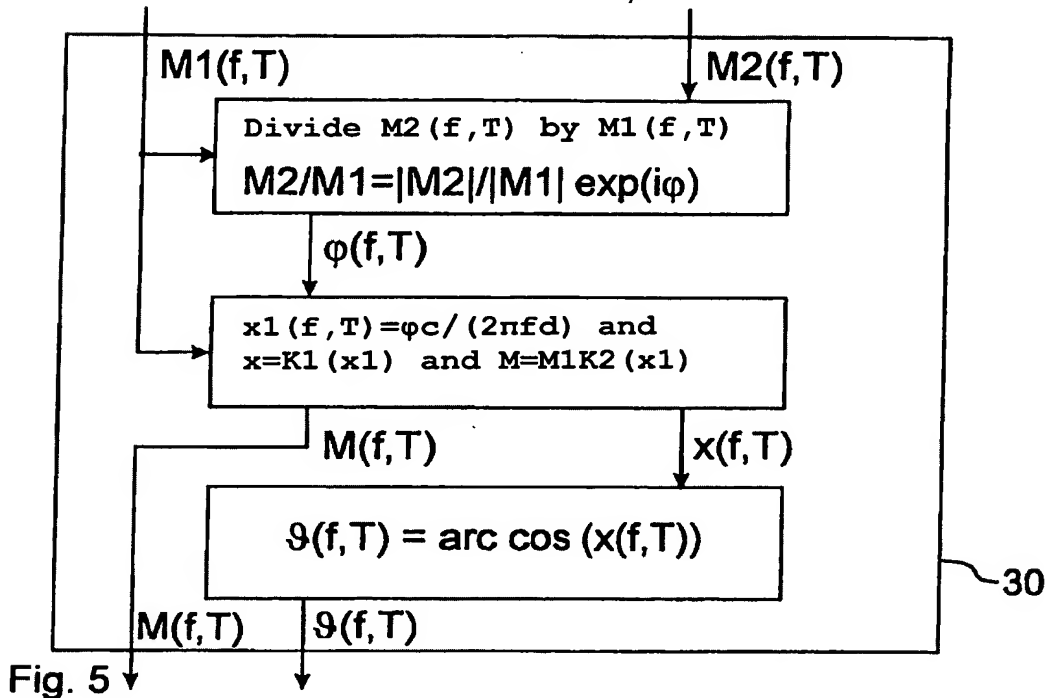 M1(f,T)
M2(f,T)
Divide M2(f,T) by M1(f,T)
M2/M1=|M2|/|M1| exp(iφ)
φ(f,T)
x1(f,T)=φc/(2πfd) and
x=K1(x1) and M=M1K2(x1)
M(f,T)
x(f,T)
ϑ(f,T) = arc cos (x(f,T))
30
M(f,T)
ϑ(f,T)
Fig. 5